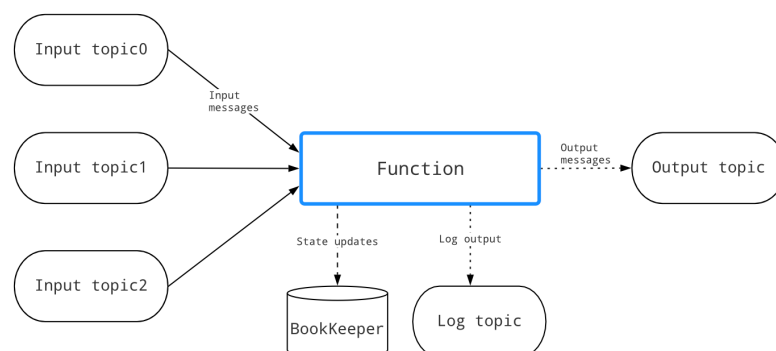 Input topic0
Input
messages
Input topic1
Function
Output
messages
Output topic
State updates
Log output
Input topic2
BookKeeper
Log topic